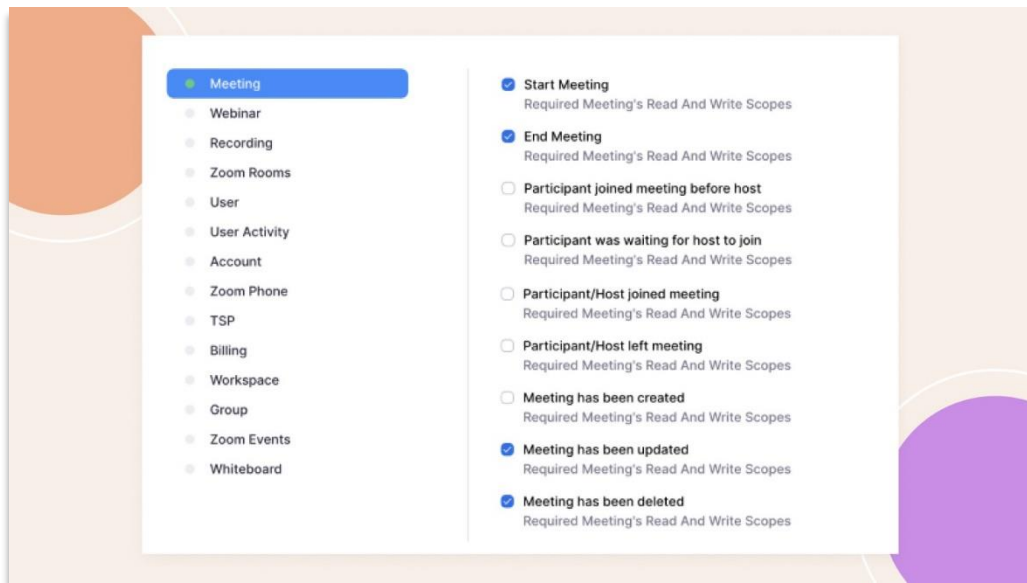 Meeting
Webinar
Recording
Zoom Rooms
User
User Activity
Account
Zoom Phone
TSP
Billing
Workspace
Group
Zoom Events
Whiteboard
Start Meeting
Required Meeting's Read And Write Scopes
End Meeting
Required Meeting's Read And Write Scopes
Participant joined meeting before host
Required Meeting's Read And Write Scopes
Participant was waiting for host to join
Required Meeting's Read And Write Scopes
Participant/Host joined meeting
Required Meeting's Read And Write Scopes
Participant/Host left meeting
Required Meeting's Read And Write Scopes
Meeting has been created
Required Meeting's Read And Write Scopes
Meeting has been updated
Required Meeting's Read And Write Scopes
Meeting has been deleted
Required Meeting's Read And Write Scopes